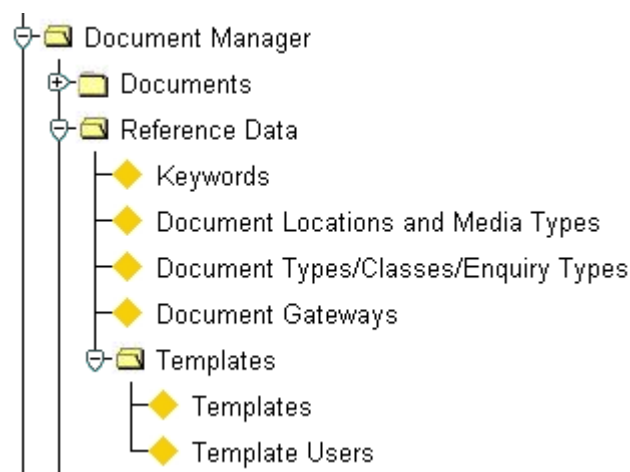 Document Manager
Documents
Reference Data
Keywords
Document Locations and Media Types
Document Types/Classes/Enquiry Types
Document Gateways
Templates
Templates
Template Users